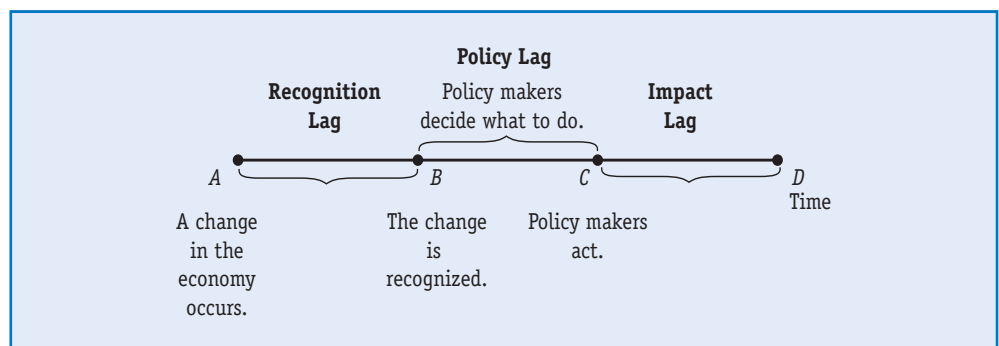 Policy Lag
Recognition
Lag
Policy makers
decide what to do.
Impact
Lag
A
B
C
D
Time
A change
in the
economy
occurs.
The change
is
recognized.
Policy makers
act.